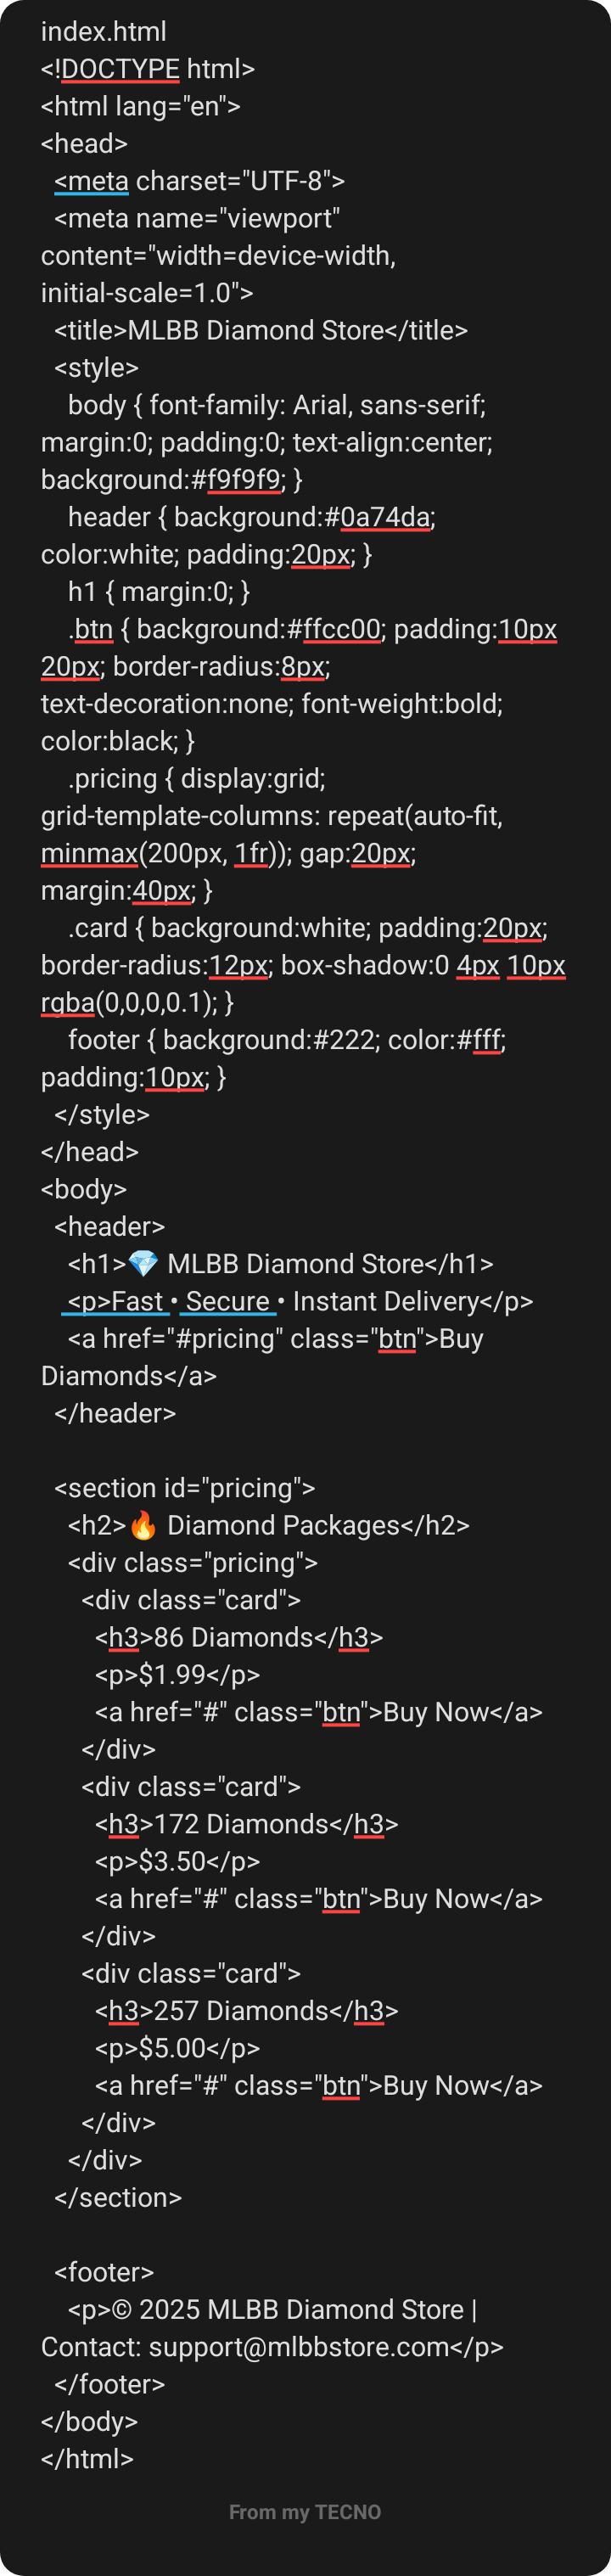 index.html
<!DOCTYPE html>
<html lang="en">
<head>
  <meta charset="UTF-8">
  <meta name="viewport"
content="width=device-width,
initial-scale=1.0">
  <title>MLBB Diamond Store</title>
  <style>
    body { font-family: Arial, sans-serif;
margin:0; padding:0; text-align:center;
background:#f9f9f9; }
    header { background:#0a74da;
color:white; padding:20px; }
    h1 { margin:0; }
    .btn { background:#ffcc00; padding:10px
20px; border-radius:8px;
text-decoration:none; font-weight:bold;
color:black; }
    .pricing { display:grid;
grid-template-columns: repeat(auto-fit,
minmax(200px, 1fr)); gap:20px;
margin:40px; }
    .card { background:white; padding:20px;
border-radius:12px; box-shadow:0 4px 10px
rgba(0,0,0,0.1); }
    footer { background:#222; color:#fff;
padding:10px; }
  </style>
</head>
<body>
  <header>
    <h1>💎 MLBB Diamond Store</h1>
    <p>Fast • Secure • Instant Delivery</p>
    <a href="#pricing" class="btn">Buy
Diamonds</a>
  </header>

  <section id="pricing">
    <h2>🔥 Diamond Packages</h2>
    <div class="pricing">
      <div class="card">
        <h3>86 Diamonds</h3>
        <p>$1.99</p>
        <a href="#" class="btn">Buy Now</a>
      </div>
      <div class="card">
        <h3>172 Diamonds</h3>
        <p>$3.50</p>
        <a href="#" class="btn">Buy Now</a>
      </div>
      <div class="card">
        <h3>257 Diamonds</h3>
        <p>$5.00</p>
        <a href="#" class="btn">Buy Now</a>
      </div>
    </div>
  </section>

  <footer>
    <p>© 2025 MLBB Diamond Store |
Contact: support@mlbbstore.com</p>
  </footer>
</body>
</html>
From my TECNO